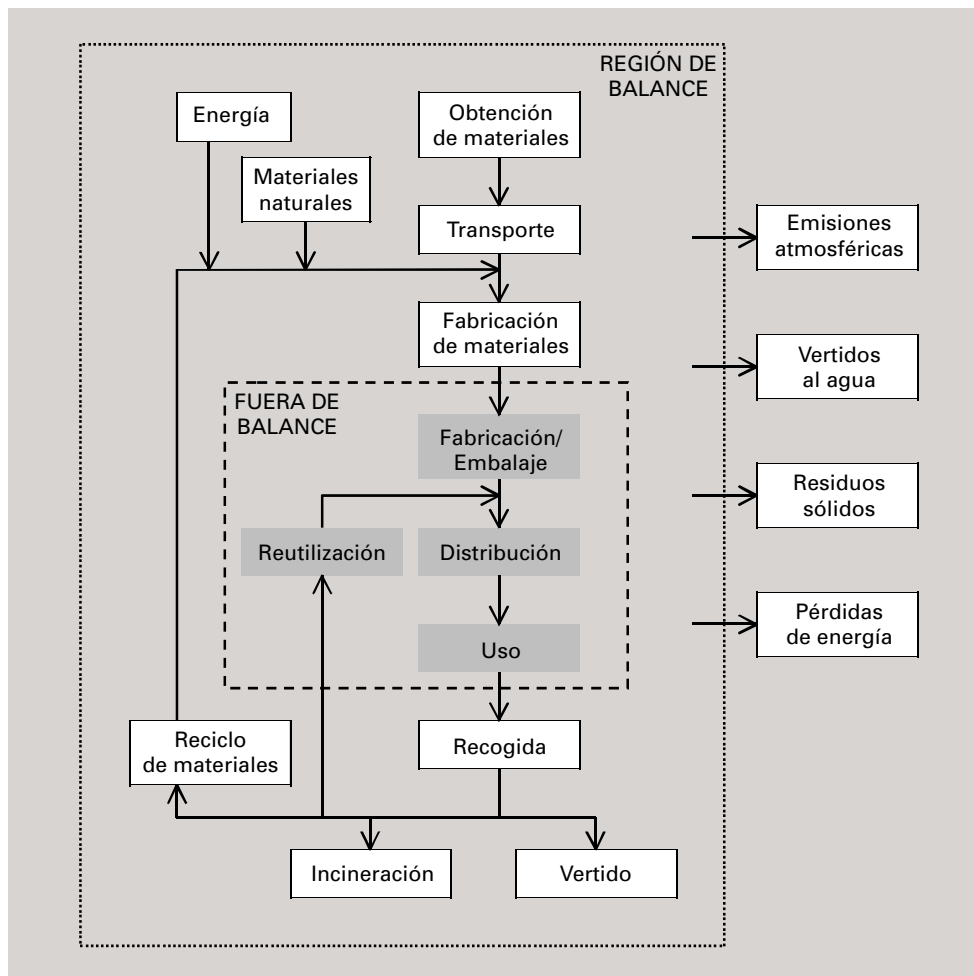 REGIÓN DE
BALANCE
Energía
Obtención
de materiales
Materiales
naturales
Transporte
Emisiones
atmosféricas
Fabricación
de materiales
Vertidos
al agua
FUERA DE
BALANCE
Fabricación/
Embalaje
Residuos
sólidos
Reutilización
Distribución
Pérdidas
de energía
Uso
Reciclo
de materiales
Recogida
Incineración
Vertido